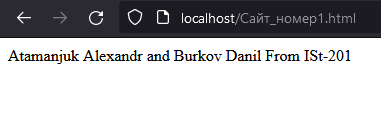 localhost/Сайт_номер1.html
Atamanjuk Alexandr and Burkov Danil From ISt-201